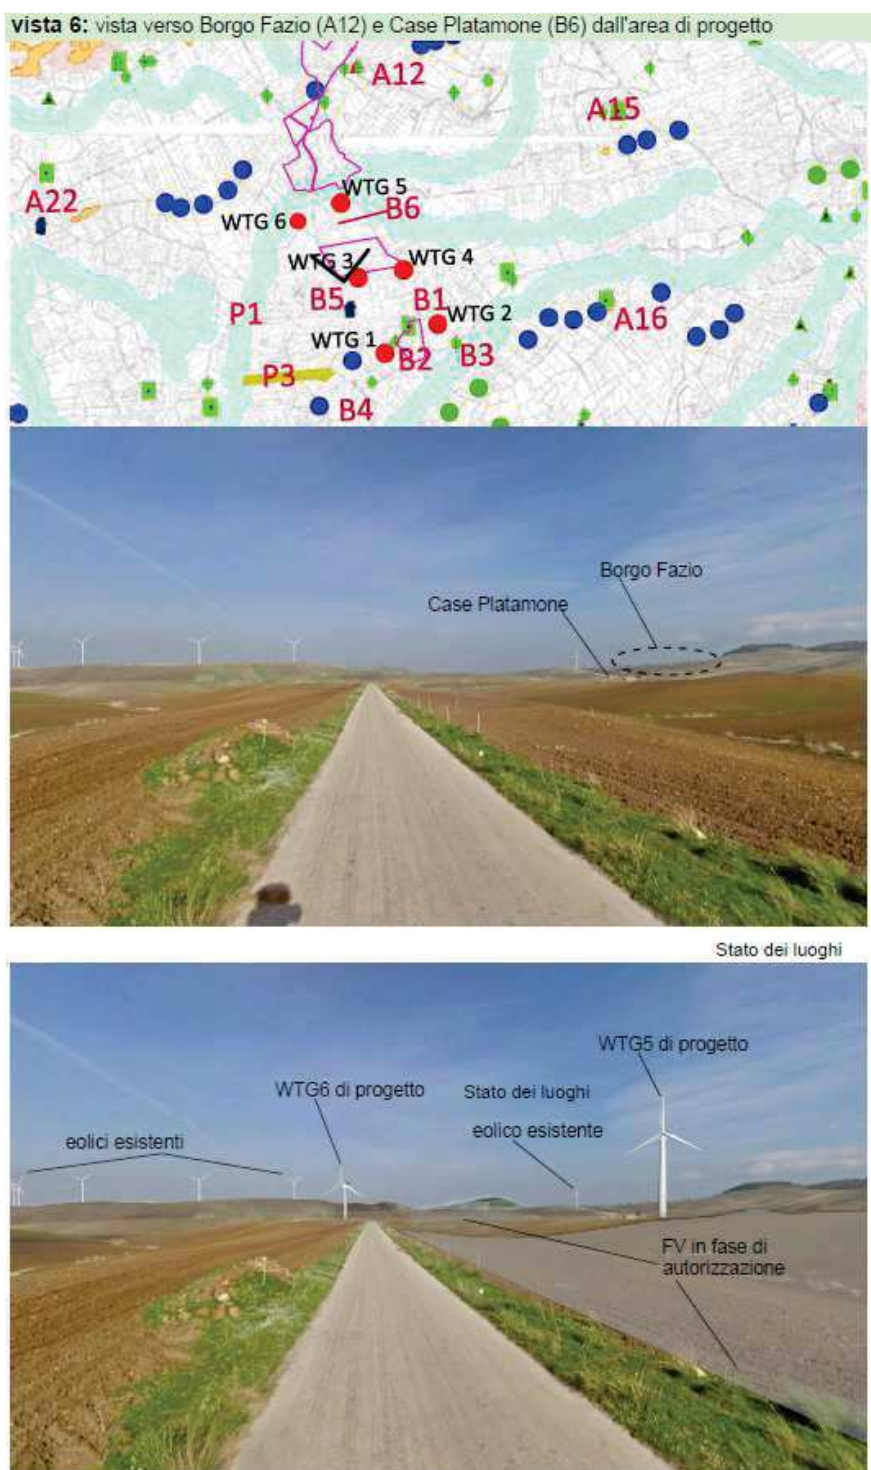 vista 6: vista verso Borgo Fazio (A12) e Case Platamone (B6) dall'area di progetto
A12
A15
A22
WTG 5
WTG 6
B6
WTG 3
WTG 4
P1
B5
B1
WTG 2
A16
WTG 1
B2
B3
P3
B4
Borgo Fazio
Case Platamone
Stato dei luoghi
WTG5 di progetto
WTG6 di progetto
Stato dei luoghi
eolici esistenti
eolico esistente
FV in fase di
autorizzazione